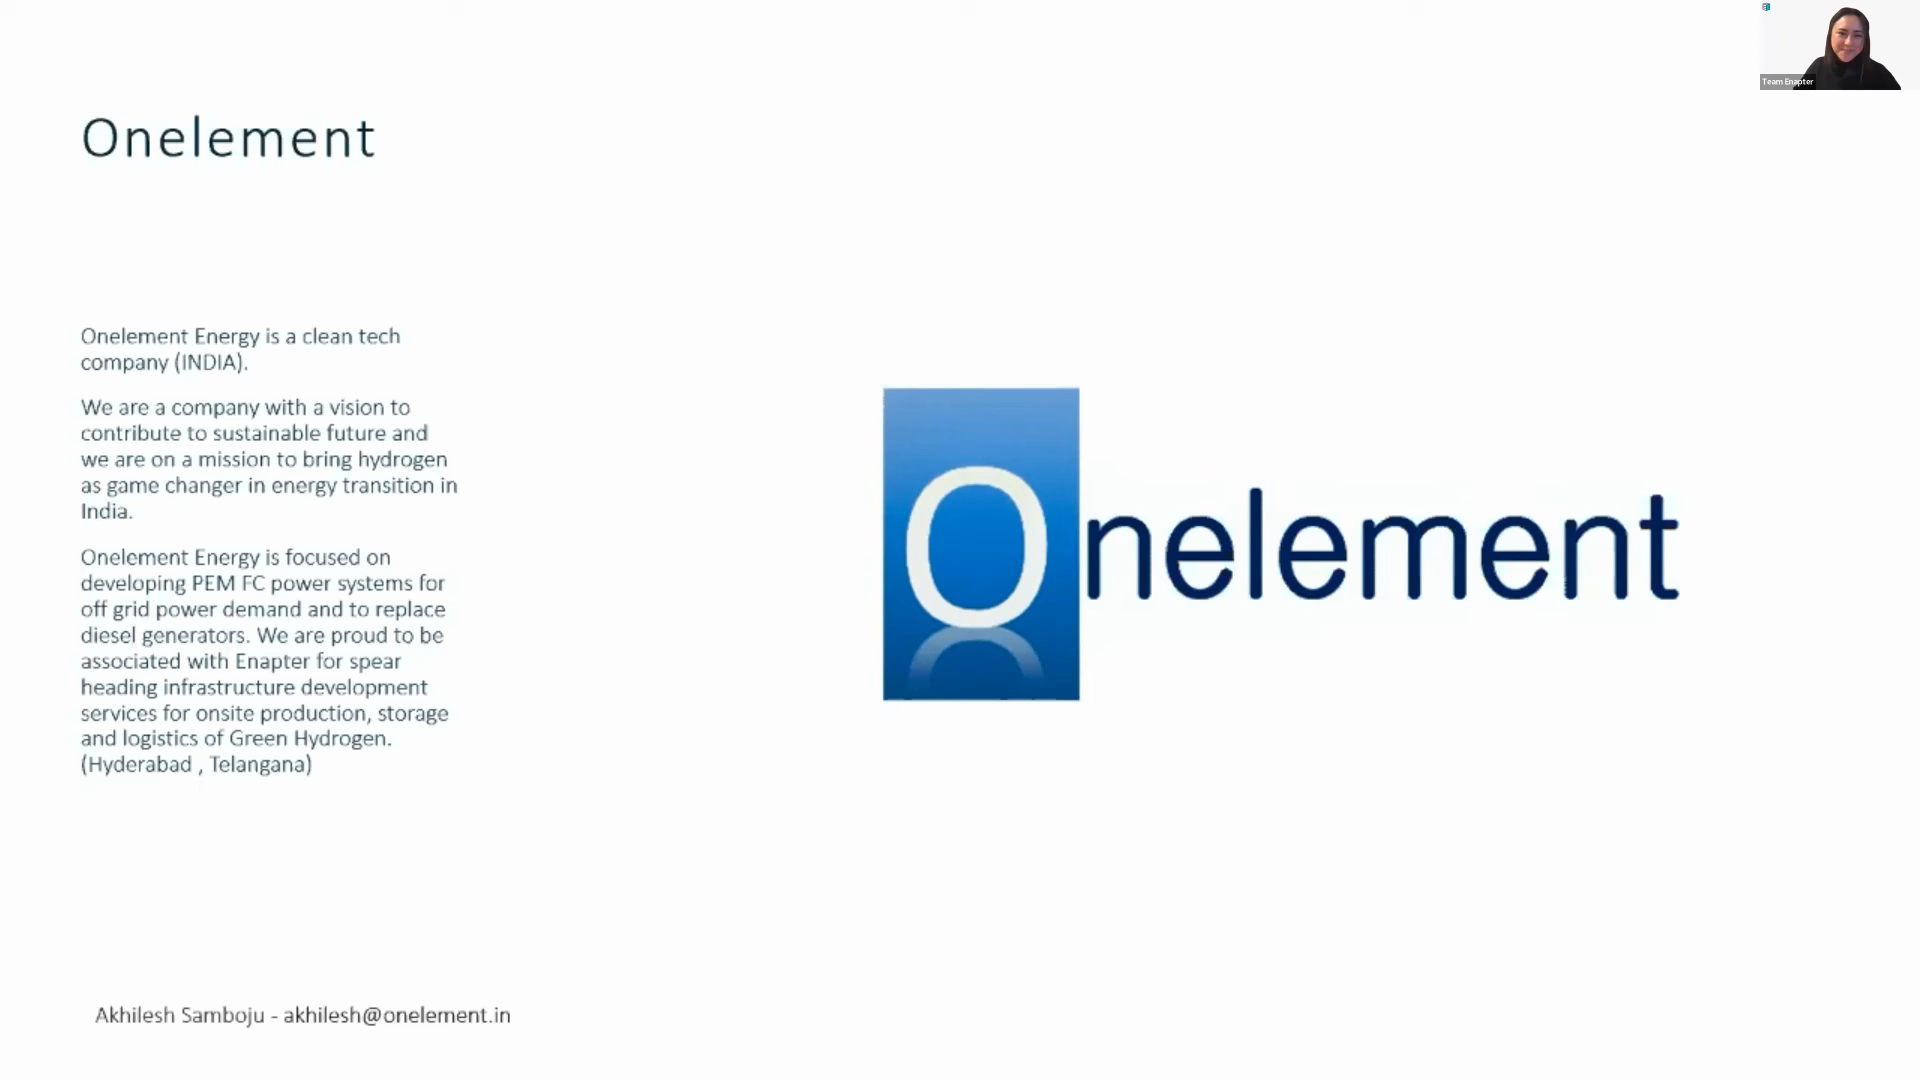 Team Enapter
Onelement
Onelement Energy is a clean tech
company (INDIA).
We are a company with a vision to
contribute to sustainable future and
we are on a mission to bring hydrogen
as game changer in energy transition in
India.
Onelement Energy is focused on
developing PEM FC power systems for
off grid power demand and to replace
diesel generators. We are proud to be
associated with Enapter for spear
heading infrastructure development
services for onsite production, storage
and logistics of Green Hydrogen.
(Hyderabad , Telangana)
Onelement
Akhilesh Samboju - akhilesh@onelement.in